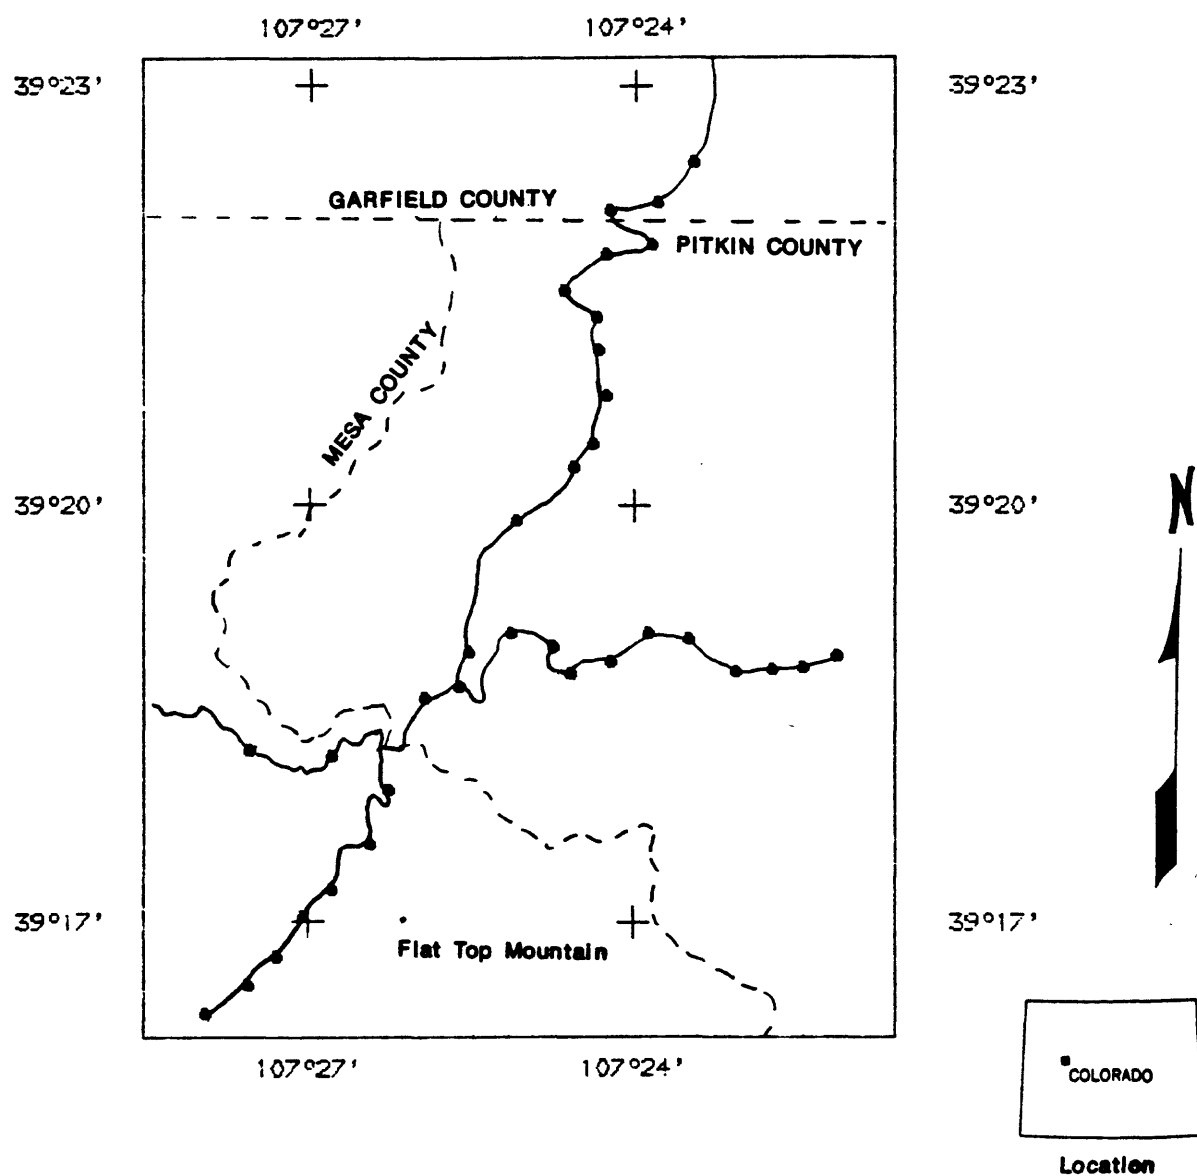 107°27' 107°24'
39°23' 39°23'
GARFIELD COUNTY
PITKIN COUNTY
MESA COUNTY
39°20' 39°20'
N
39°17' 39°17'
Flat Top Mountain
107°27' 107°24'
COLORADO
Location